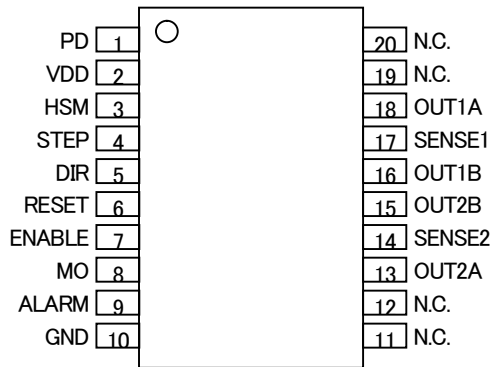 PD 1 20 N.C.
VDD 2 19 N.C.
HSM 3 18 OUT1A
STEP 4 17 SENSE1
DIR 5 16 OUT1B
RESET 6 15 OUT2B
ENABLE 7 14 SENSE2
MO 8 13 OUT2A
ALARM 9 12 N.C.
GND 10 11 N.C.